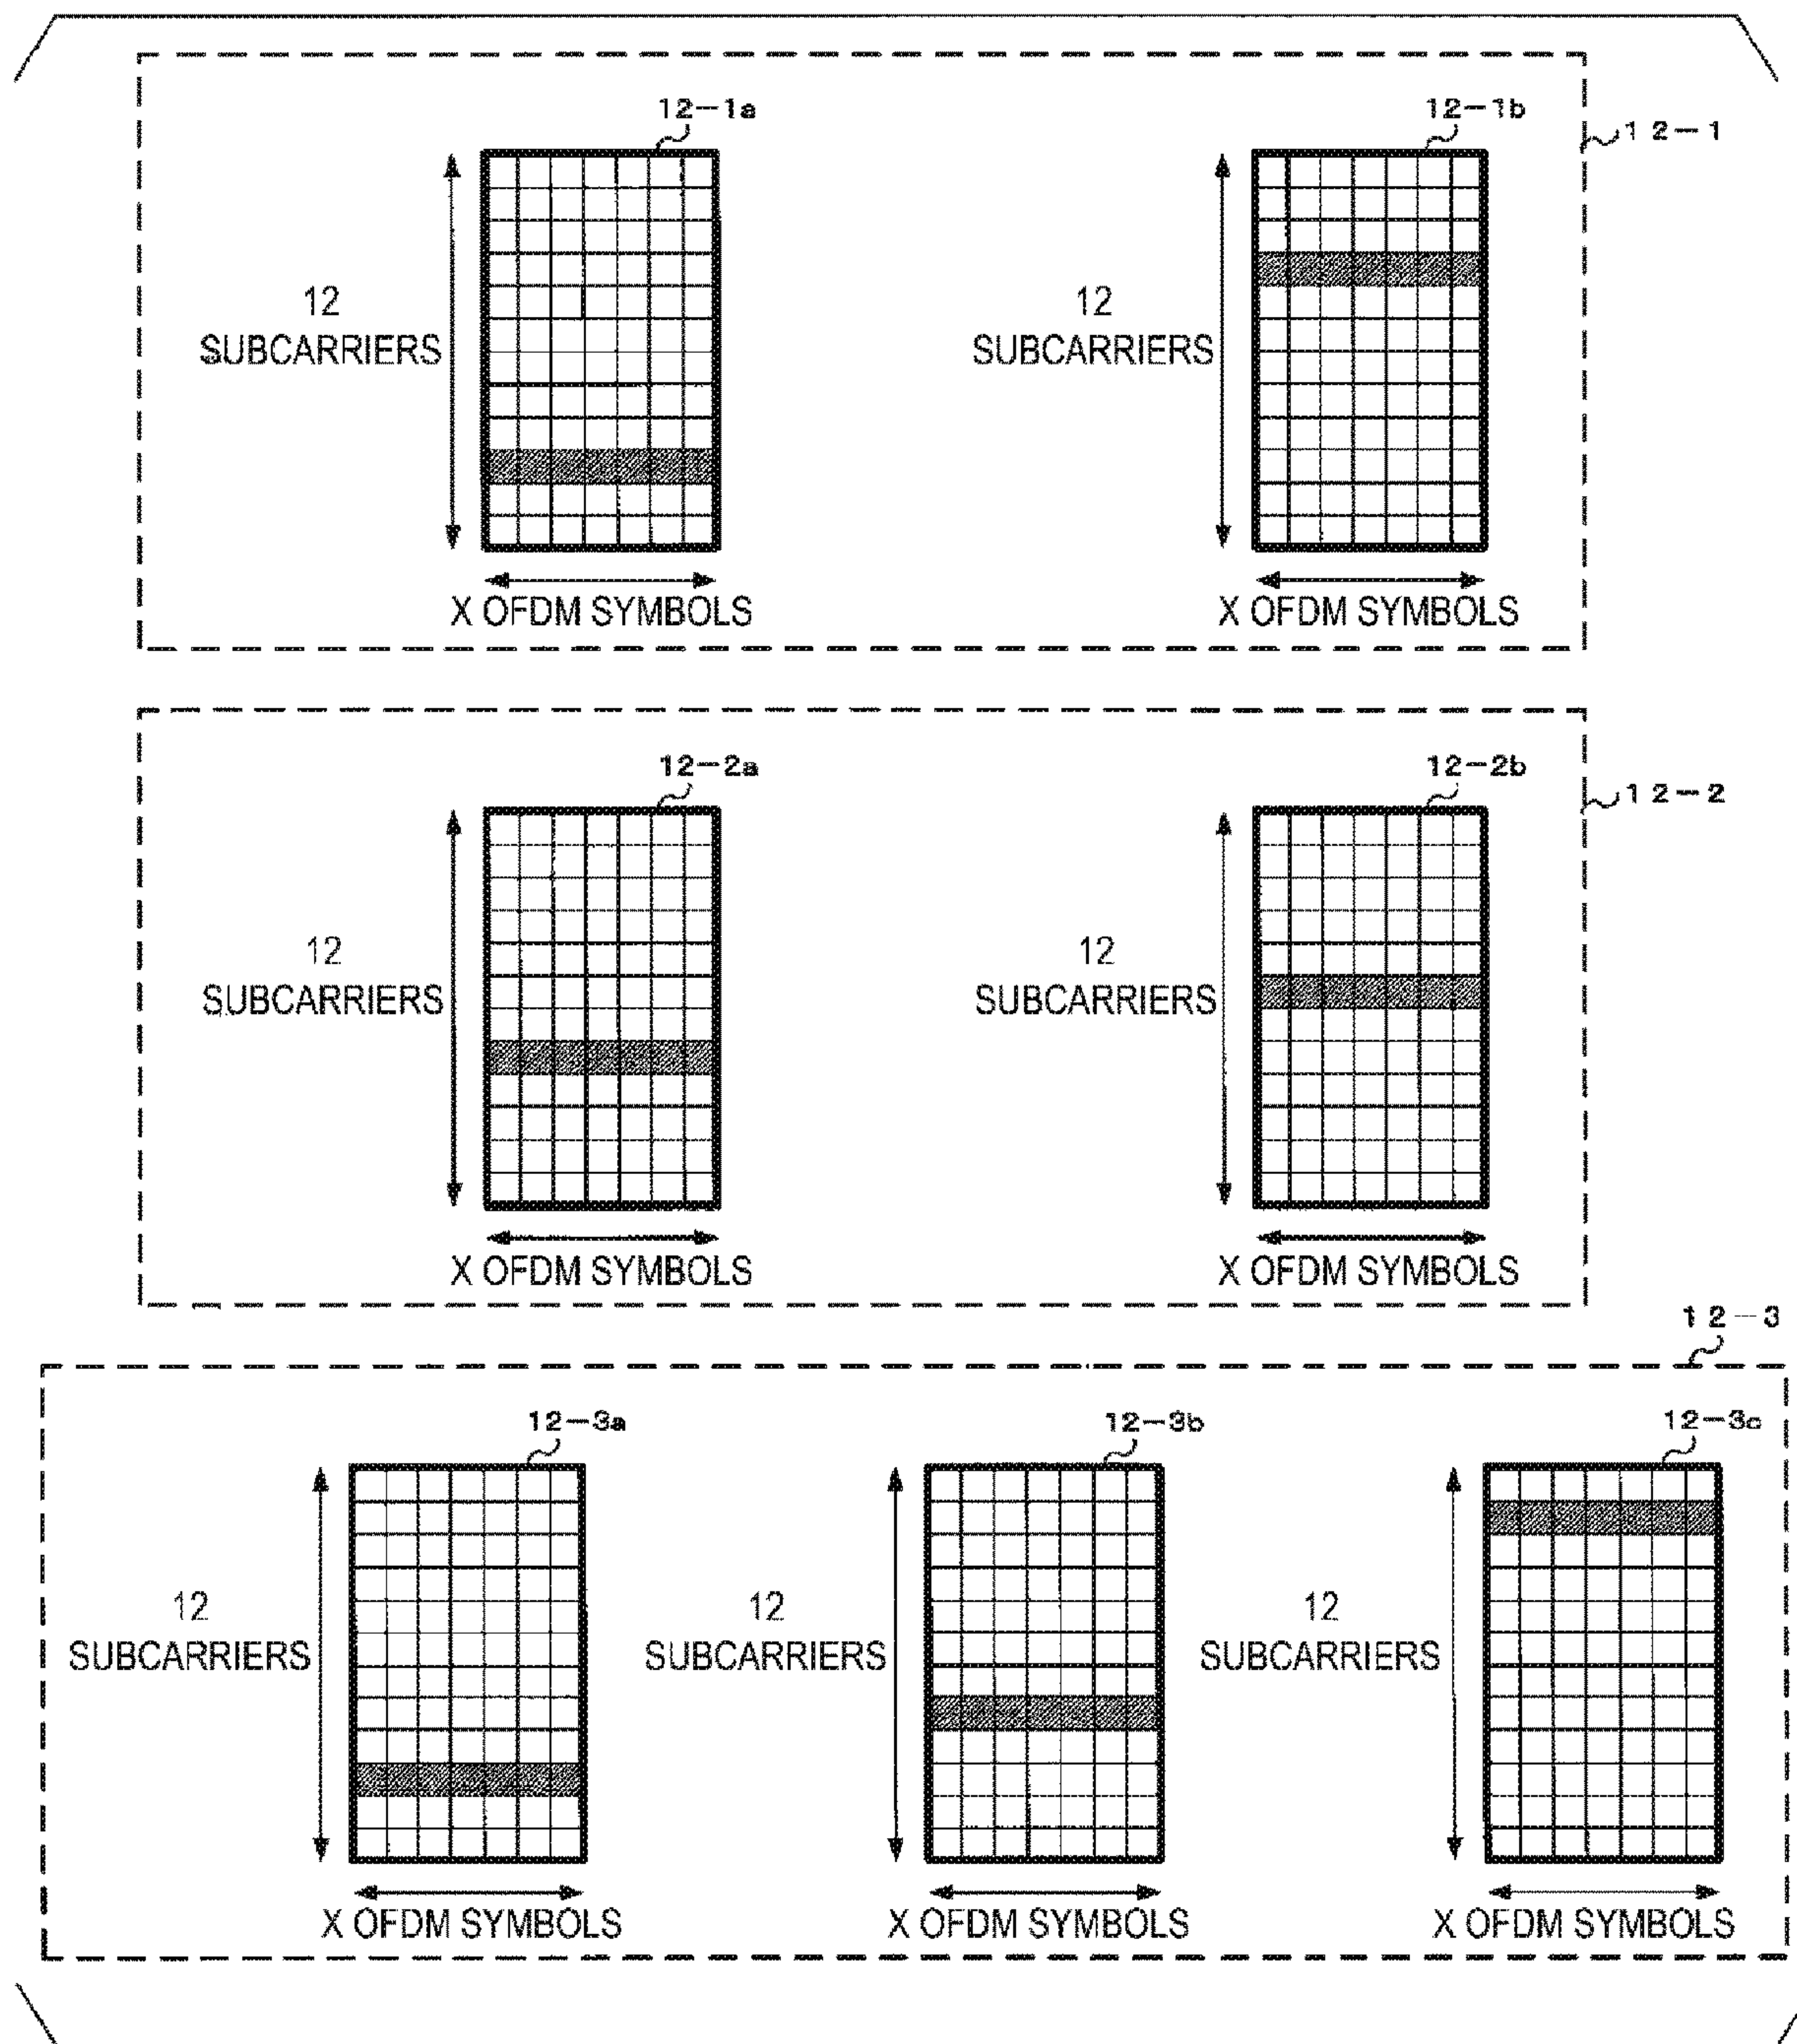 12-1a
12-1b
12-1
12
SUBCARRIERS
12
SUBCARRIERS
X OFDM SYMBOLS
X OFDM SYMBOLS
12-2a
12-2b
12-2
12
SUBCARRIERS
12
SUBCARRIERS
X OFDM SYMBOLS
X OFDM SYMBOLS
12-3
12-3a
12-3b
12-3c
12
SUBCARRIERS
12
SUBCARRIERS
12
SUBCARRIERS
X OFDM SYMBOLS
X OFDM SYMBOLS
X OFDM SYMBOLS